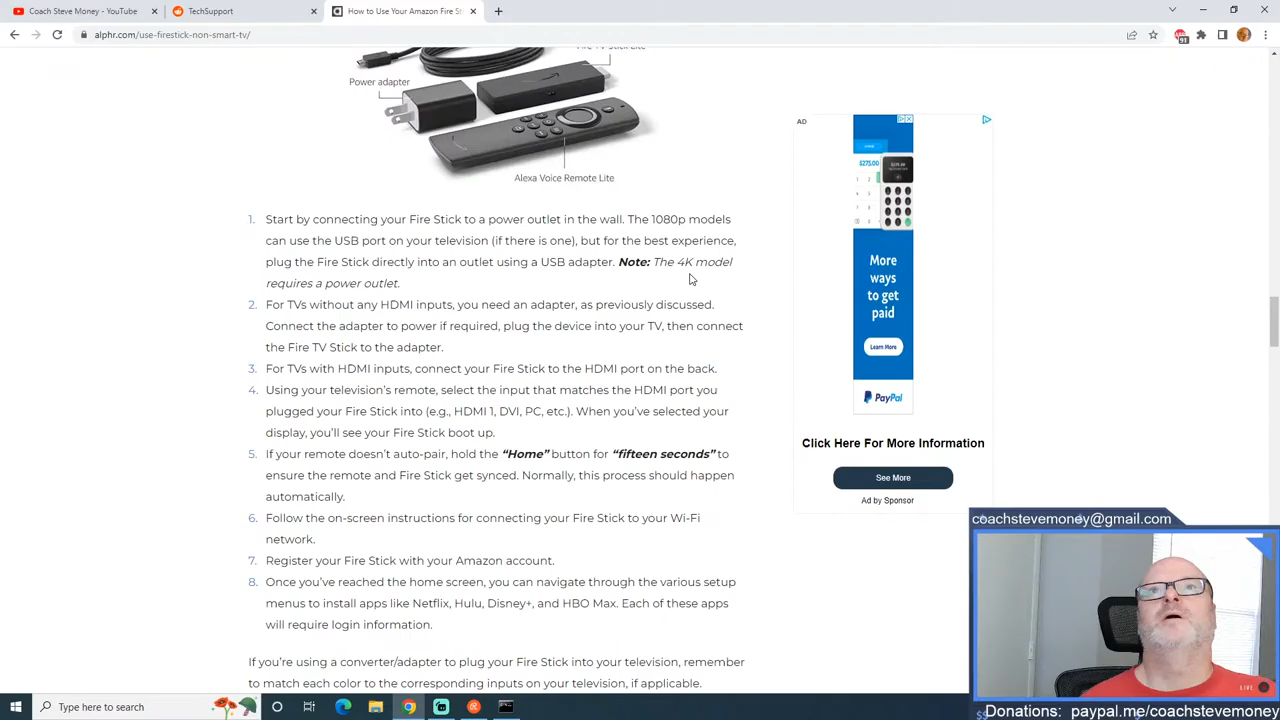 Coach Steve Money - YouTube
TechSupport
How to Use Your Amazon Fire St
alphr.com/use-firestick-non-smart-tv/
91
Fire TV Stick Lite
Power adapter
Alexa Voice Remote Lite
1. Start by connecting your Fire Stick to a power outlet in the wall. The 1080p models
can use the USB port on your television (if there is one), but for the best experience,
plug the Fire Stick directly into an outlet using a USB adapter. Note: The 4K model
requires a power outlet.
2. For TVs without any HDMI inputs, you need an adapter, as previously discussed.
Connect the adapter to power if required, plug the device into your TV, then connect
the Fire TV Stick to the adapter.
3. For TVs with HDMI inputs, connect your Fire Stick to the HDMI port on the back.
4. Using your television's remote, select the input that matches the HDMI port you
plugged your Fire Stick into (e.g., HDMI 1, DVI, PC, etc.). When you've selected your
display, you'll see your Fire Stick boot up.
5. If your remote doesn't auto-pair, hold the “Home” button for “fifteen seconds” to
ensure the remote and Fire Stick get synced. Normally, this process should happen
automatically.
6. Follow the on-screen instructions for connecting your Fire Stick to your Wi-Fi
network.
7. Register your Fire Stick with your Amazon account.
8. Once you've reached the home screen, you can navigate through the various setup
menus to install apps like Netflix, Hulu, Disney+, and HBO Max. Each of these apps
will require login information.
If you're using a converter/adapter to plug your Fire Stick into your television, remember
to match each color to the corresponding inputs on your television, if applicable.
AD
$275.00
More
ways
to get
paid
Learn More
PayPal
Click Here For More Information
See More
Ad by Sponsor
coachstevemoney@gmail.com
LIVE
Donations: paypal.me/coachstevemoney
Type here to search